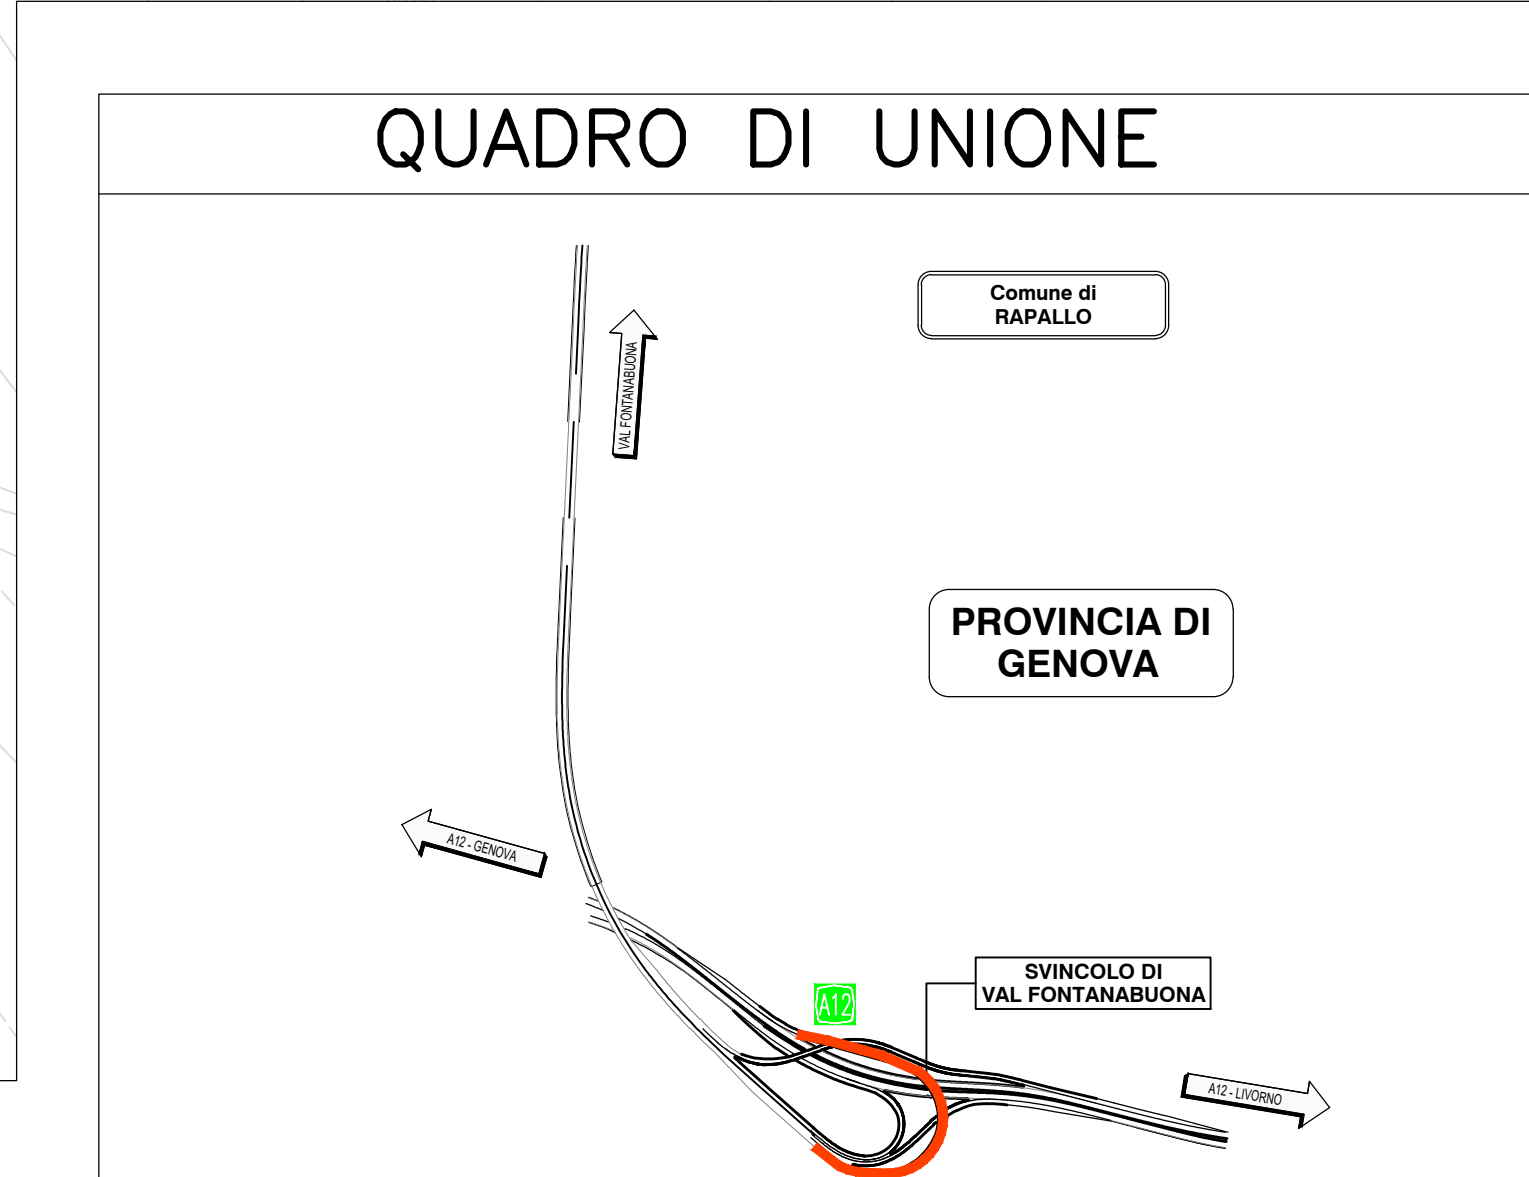 QUADRO DI UNIONE
Comune di
RAPALLO
VAL FONTANABUONA
PROVINCIA DI
GENOVA
A12 - GENOVA
SVINCOLO DI
VAL FONTANABUONA
A12
A12 - LIVORNO